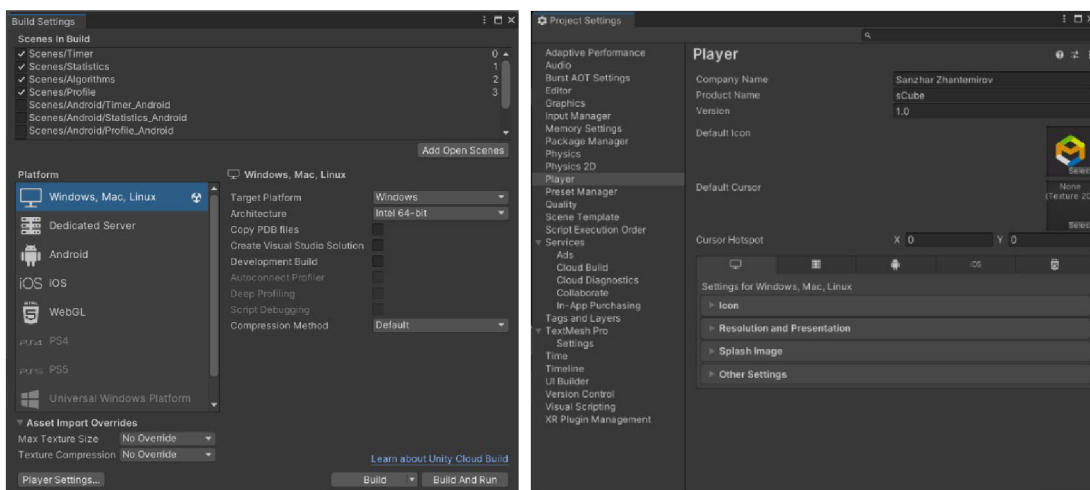 Build Settings
Scenes In Build
Scenes/Timer 0
Scenes/Statistics 1
Scenes/Algorithms 2
Scenes/Profile 3
Scenes/Android/Timer_Android
Scenes/Android/Statistics_Android
Scenes/Android/Profile_Android
Add Open Scenes
Platform
Windows, Mac, Linux
Dedicated Server
Android
iOS iOS
WebGL
PS4 PS4
PS5 PS5
Universal Windows Platform
Windows, Mac, Linux
Target Platform Windows
Architecture Intel 64-bit
Copy PDB files
Create Visual Studio Solution
Development Build
Autoconnect Profiler
Deep Profiling
Script Debugging
Compression Method Default
Asset Import Overrides
Max Texture Size No Override
Texture Compression No Override
Learn about Unity Cloud Build
Player Settings... Build Build And Run
Project Settings
Adaptive Performance
Audio
Burst AOT Settings
Editor
Graphics
Input Manager
Memory Settings
Package Manager
Physics
Physics 2D
Player
Preset Manager
Quality
Scene Template
Script Execution Order
Services
Ads
Cloud Build
Cloud Diagnostics
Collaborate
In-App Purchasing
Tags and Layers
TextMesh Pro
Settings
Time
Timeline
UI Builder
Version Control
Visual Scripting
XR Plugin Management
Player
Company Name Sanzhar Zhantemirov
Product Name sCube
Version 1.0
Default Icon
Selec
Default Cursor
None
(Texture 2D
Selec
Cursor Hotspot X 0 Y 0
iOS
Settings for Windows, Mac, Linux
Icon
Resolution and Presentation
Splash Image
Other Settings